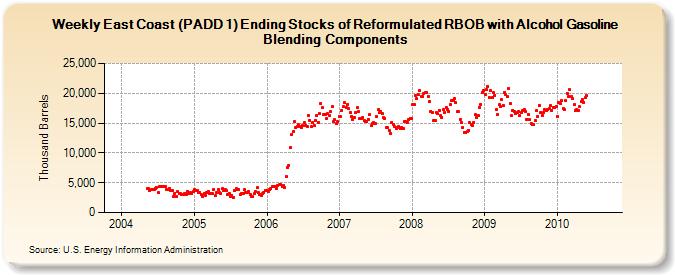 Weekly East Coast (PADD 1) Ending Stocks of Reformulated RBOB with Alcohol Gasoline
Blending Components
Thousand Barrels
25,000
20,000
15,000
10,000
5,000
0
2004 2005 2006 2007 2008 2009 2010
Source: U.S. Energy Information Administration